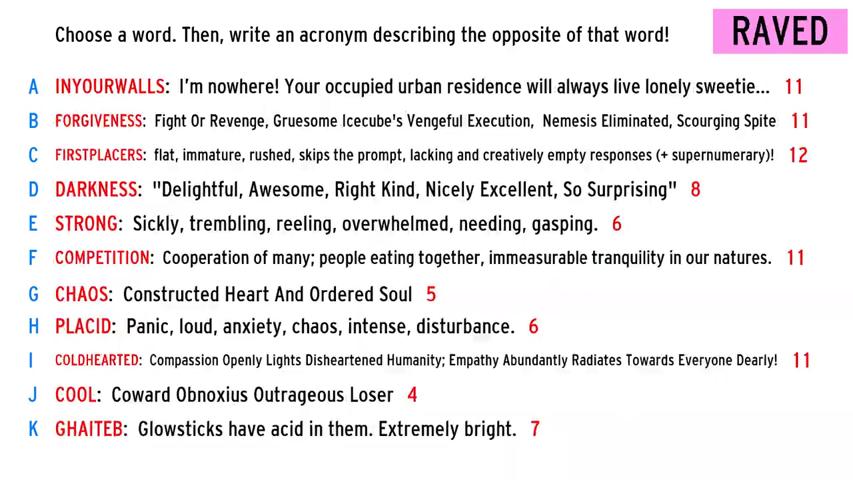 Choose a word. Then, write an acronym describing the opposite of that word!
RAVED
A INYOURWALLS: I'm nowhere! Your occupied urban residence will always live lonely sweetie... 11
B FORGIVENESS: Fight Or Revenge, Gruesome Icecube's Vengeful Execution, Nemesis Eliminated, Scourging Spite 11
C FIRSTPLACERS: flat, immature, rushed, skips the prompt, lacking and creatively empty responses (+ supernumerary)! 12
D DARKNESS: "Delightful, Awesome, Right Kind, Nicely Excellent, So Surprising" 8
E STRONG: Sickly, trembling, reeling, overwhelmed, needing, gasping. 6
F COMPETITION: Cooperation of many; people eating together, immeasurable tranquility in our natures. 11
G CHAOS: Constructed Heart And Ordered Soul 5
H PLACID: Panic, loud, anxiety, chaos, intense, disturbance. 6
I COLDHEARTED: Compassion Openly Lights Disheartened Humanity; Empathy Abundantly Radiates Towards Everyone Dearly! 11
J COOL: Coward Obnoxius Outrageous Loser 4
K GHAITEB: Glowsticks have acid in them. Extremely bright. 7